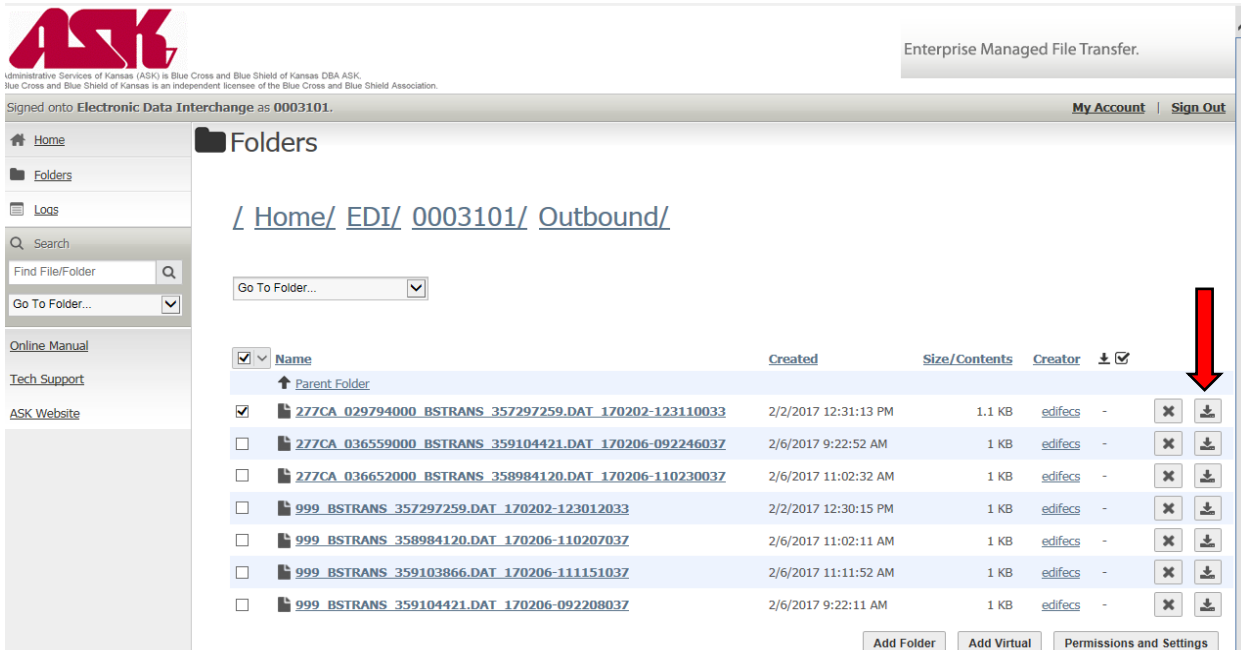 ASK
Enterprise Managed File Transfer.
Administrative Services of Kansas (ASK) is Blue Cross and Blue Shield of Kansas DBA ASK.
Blue Cross and Blue Shield of Kansas is an independent licensee of the Blue Cross and Blue Shield Association.
Signed onto Electronic Data Interchange as 0003101. My Account | Sign Out
Home
Folders
Logs
Search
Find File/Folder
Go To Folder...
Online Manual
Tech Support
ASK Website
Folders
/ Home/ EDI/ 0003101/ Outbound/
Go To Folder...
Name Created Size/Contents Creator
Parent Folder
277CA_029794000_BSTRANS_357297259.DAT_170202-123110033 2/2/2017 12:31:13 PM 1.1 KB edifecs -
277CA_036559000_BSTRANS_359104421.DAT_170206-092246037 2/6/2017 9:22:52 AM 1 KB edifecs -
277CA_036652000_BSTRANS_358984120.DAT_170206-110230037 2/6/2017 11:02:32 AM 1 KB edifecs -
999_BSTRANS_357297259.DAT_170202-123012033 2/2/2017 12:30:15 PM 1 KB edifecs -
999_BSTRANS_358984120.DAT_170206-110207037 2/6/2017 11:02:11 AM 1 KB edifecs -
999_BSTRANS_359103866.DAT_170206-111151037 2/6/2017 11:11:52 AM 1 KB edifecs -
999_BSTRANS_359104421.DAT_170206-092208037 2/6/2017 9:22:11 AM 1 KB edifecs -
Add Folder Add Virtual Permissions and Settings